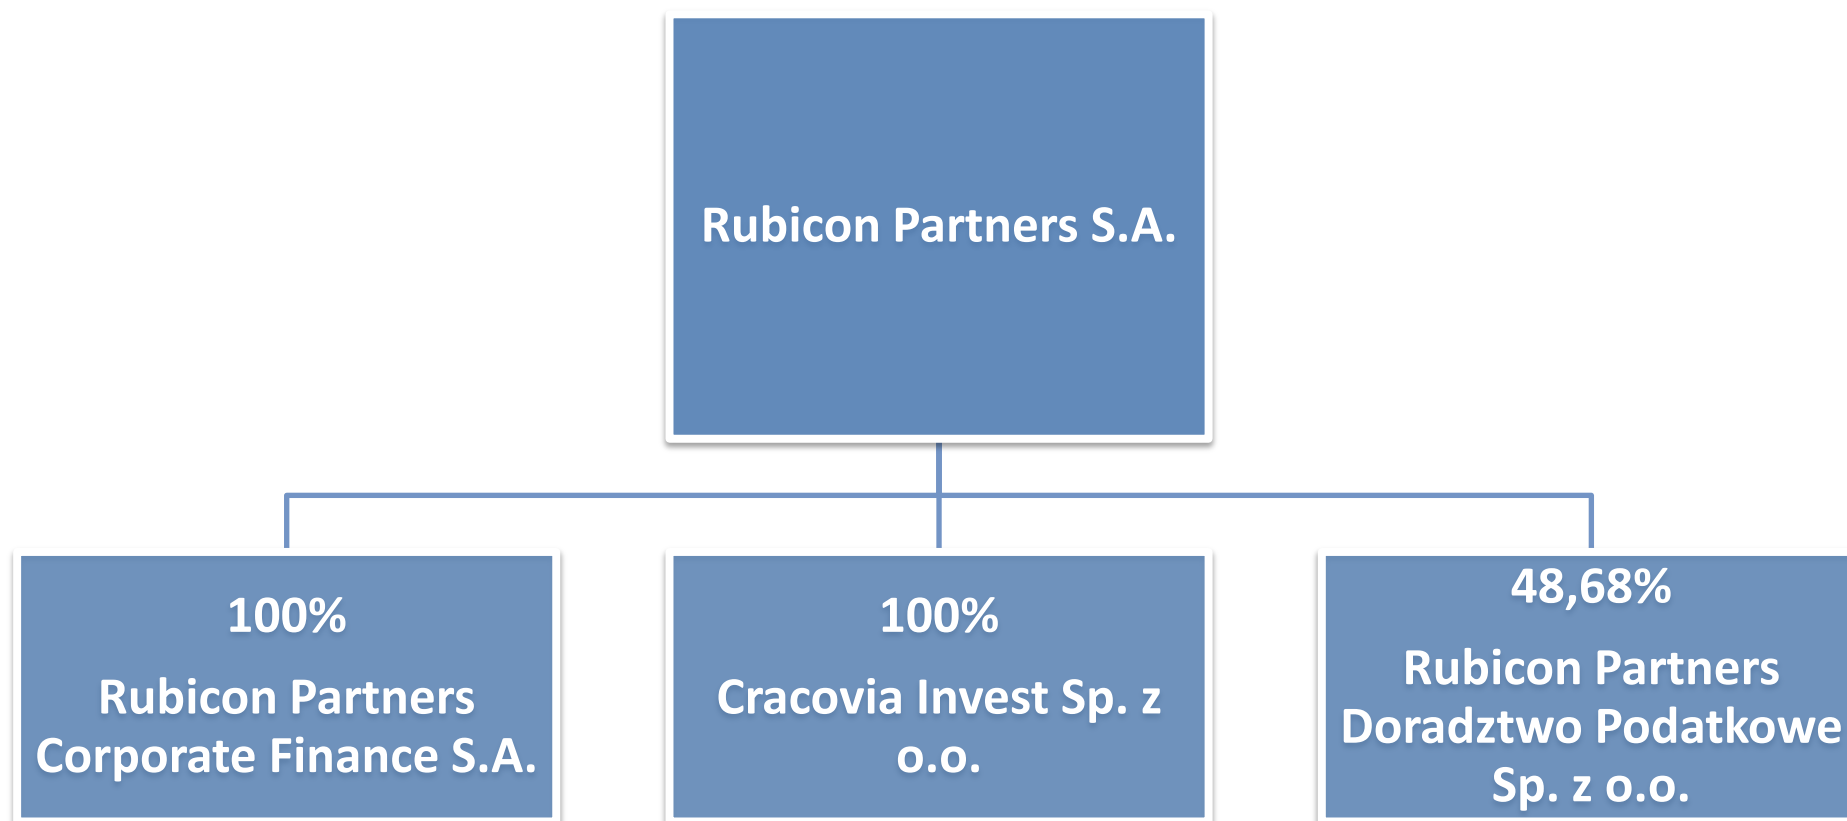 Rubicon Partners S.A.
100%
Rubicon Partners
Corporate Finance S.A.
100%
Cracovia Invest Sp. z
o.o.
48,68%
Rubicon Partners
Doradztwo Podatkowe
Sp. z o.o.